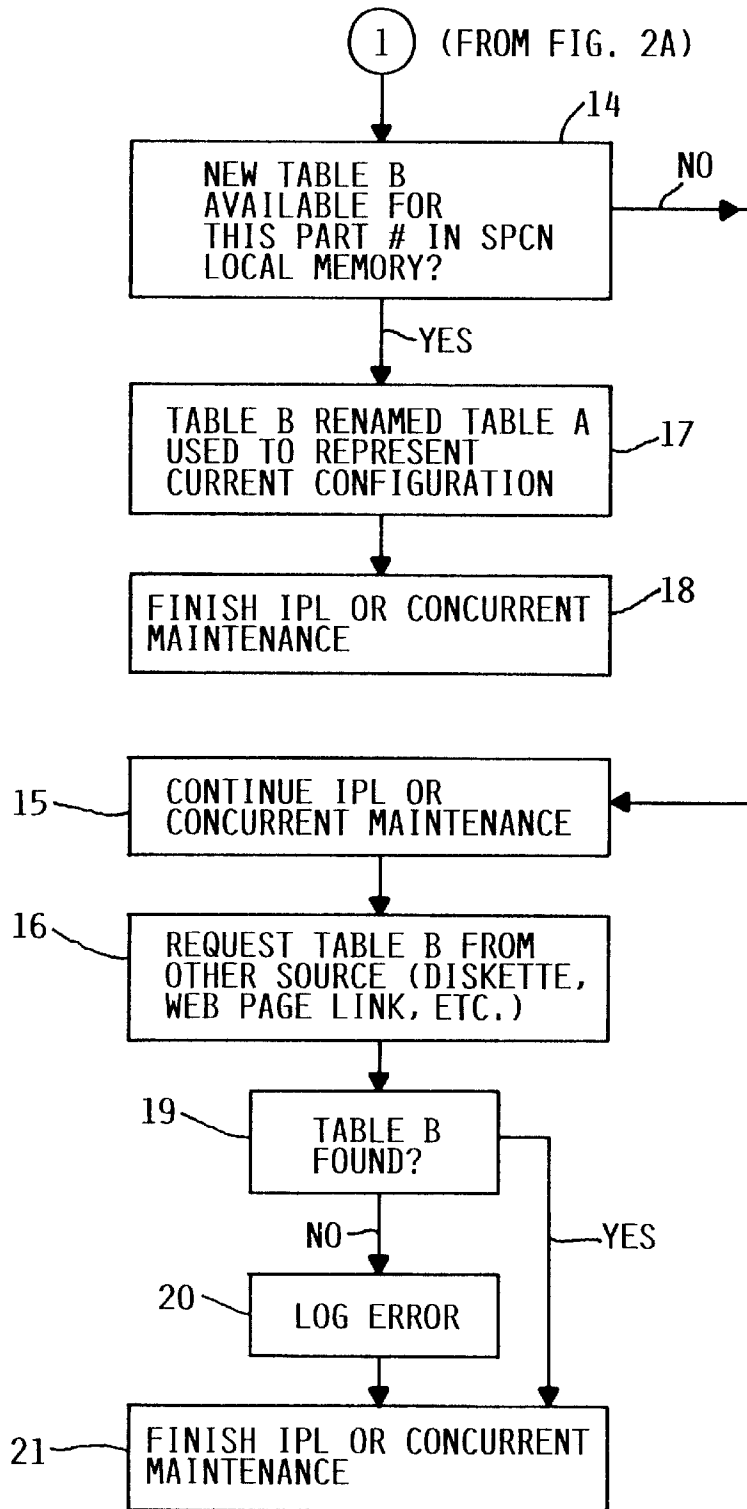 1 (FROM FIG. 2A)
14
NEW TABLE B
AVAILABLE FOR
THIS PART # IN SPCN
LOCAL MEMORY?
NO
YES
TABLE B RENAMED TABLE A
USED TO REPRESENT
CURRENT CONFIGURATION
17
FINISH IPL OR CONCURRENT
MAINTENANCE
18
15
CONTINUE IPL OR
CONCURRENT MAINTENANCE
16
REQUEST TABLE B FROM
OTHER SOURCE (DISKETTE,
WEB PAGE LINK, ETC.)
19
TABLE B
FOUND?
NO
YES
20
LOG ERROR
21
FINISH IPL OR CONCURRENT
MAINTENANCE